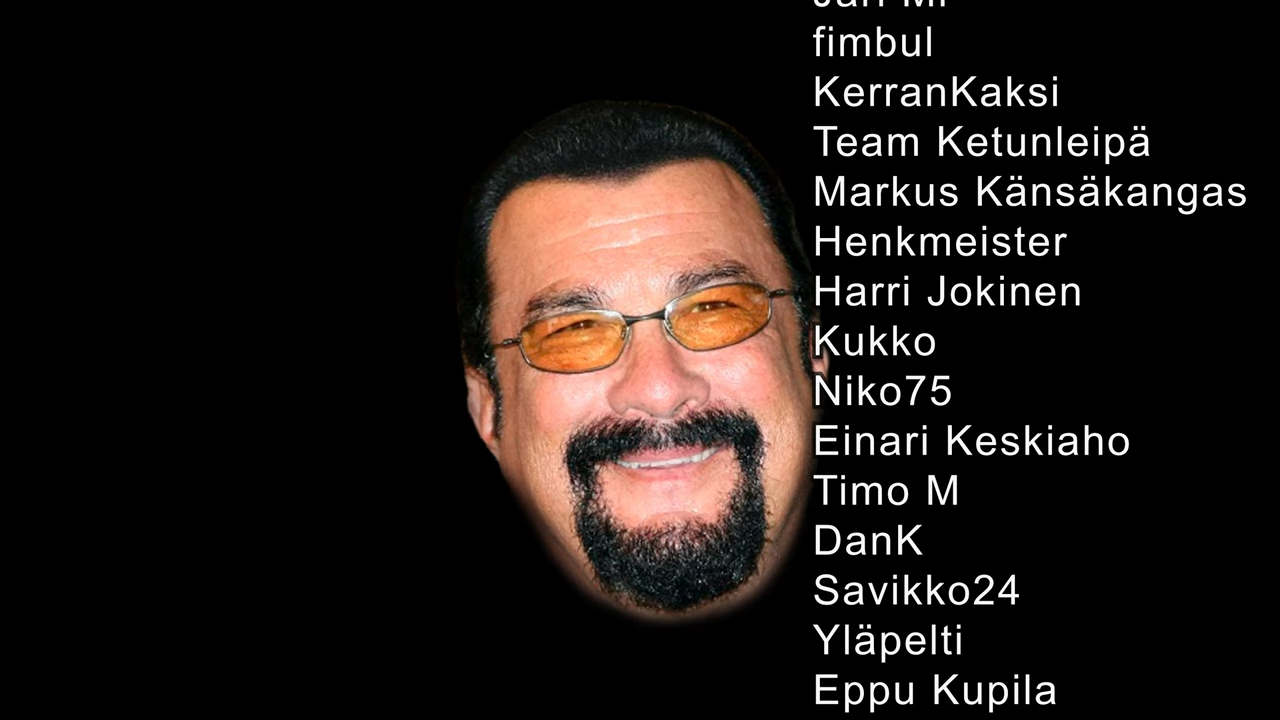 fimbul
KerranKaksi
Team Ketunleipä
Markus Känsäkangas
Henkmeister
Harri Jokinen
Kukko
Niko75
Einari Keskiaho
Timo M
DanK
Savikko24
Yläpelti
Eppu Kupila